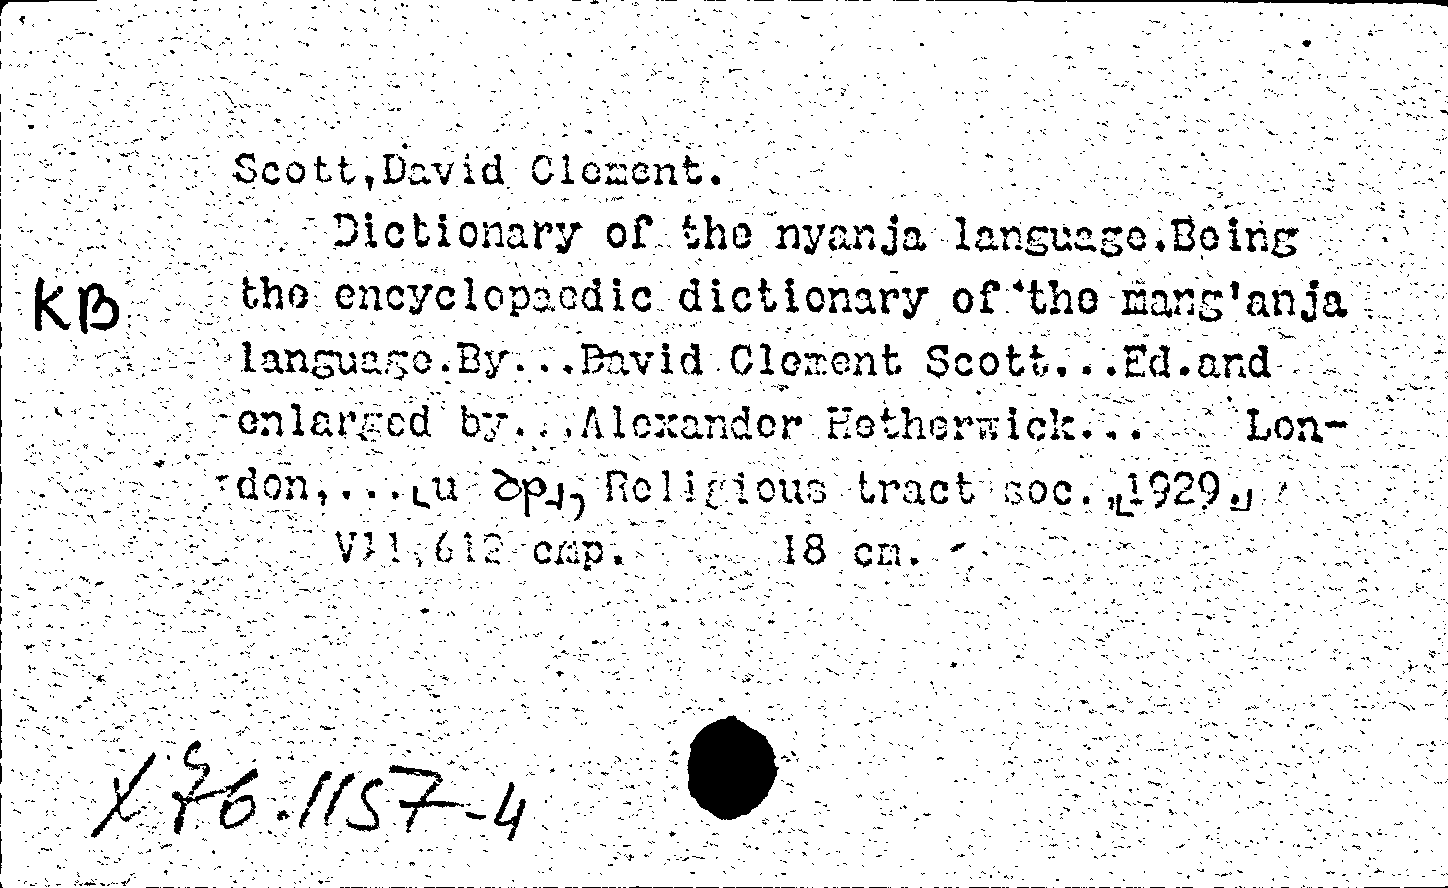 Scott,David Clement.
Dictionary of the nyanja language.Being
KB
the encyclopaedic dictionary of the mang'anja
language.By...David Clement Scott...Ed.and
enlarged by...Alexander Hetherwick... Lon-
don,...[и др], Religious tract soc.,[1929.]
VII,612 стр. 18 cm.
X 76.1157-4